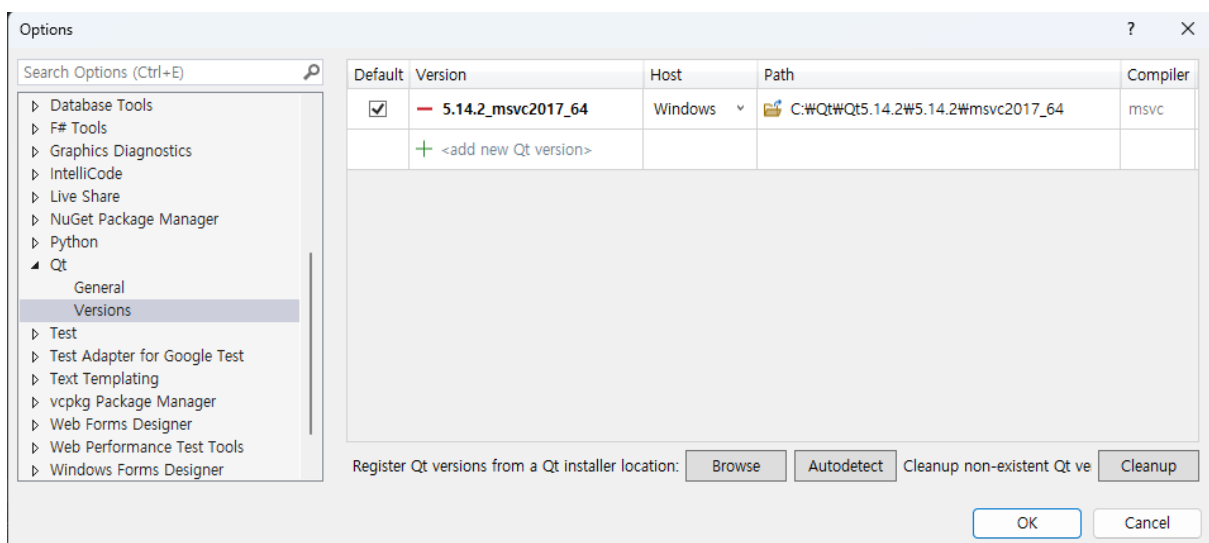 Options
?
Search Options (Ctrl+E)
Database Tools
F# Tools
Graphics Diagnostics
IntelliCode
Live Share
NuGet Package Manager
Python
Qt
General
Versions
Test
Test Adapter for Google Test
Text Templating
vcpkg Package Manager
Web Forms Designer
Web Performance Test Tools
Windows Forms Designer
Default Version Host Path Compiler
5.14.2_msvc2017_64 Windows C:₩Qt₩Qt5.14.2₩5.14.2₩msvc2017_64 msvc
<add new Qt version>
Register Qt versions from a Qt installer location: Browse Autodetect Cleanup non-existent Qt ve Cleanup
OK Cancel